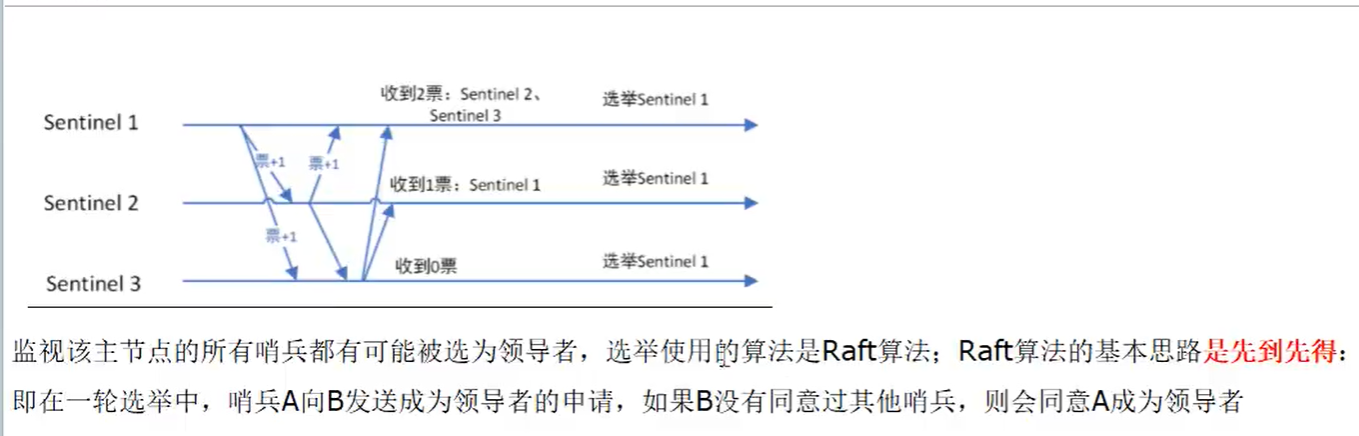 收到2票：Sentinel 2、
Sentinel 3
选举Sentinel 1
Sentinel 1
票+1
票+1
收到1票：Sentinel 1
选举Sentinel 1
Sentinel 2
票+1
收到0票
选举Sentinel 1
Sentinel 3
监视该主节点的所有哨兵都有可能被选为领导者，选举使用的算法是Raft算法；Raft算法的基本思路是先到先得：
即在一轮选举中，哨兵A向B发送成为领导者的申请，如果B没有同意过其他哨兵，则会同意A成为领导者